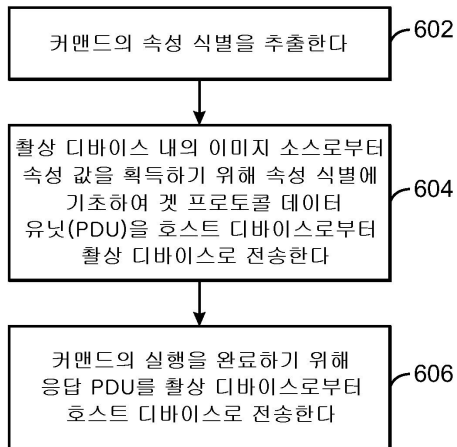 커맨드의 속성 식별을 추출한다
602
촬상 디바이스 내의 이미지 소스로부터
속성 값을 획득하기 위해 속성 식별에
기초하여 겟 프로토콜 데이터
유닛(PDU)을 호스트 디바이스로부터
촬상 디바이스로 전송한다
604
커맨드의 실행을 완료하기 위해
응답 PDU를 촬상 디바이스로부터
호스트 디바이스로 전송한다
606